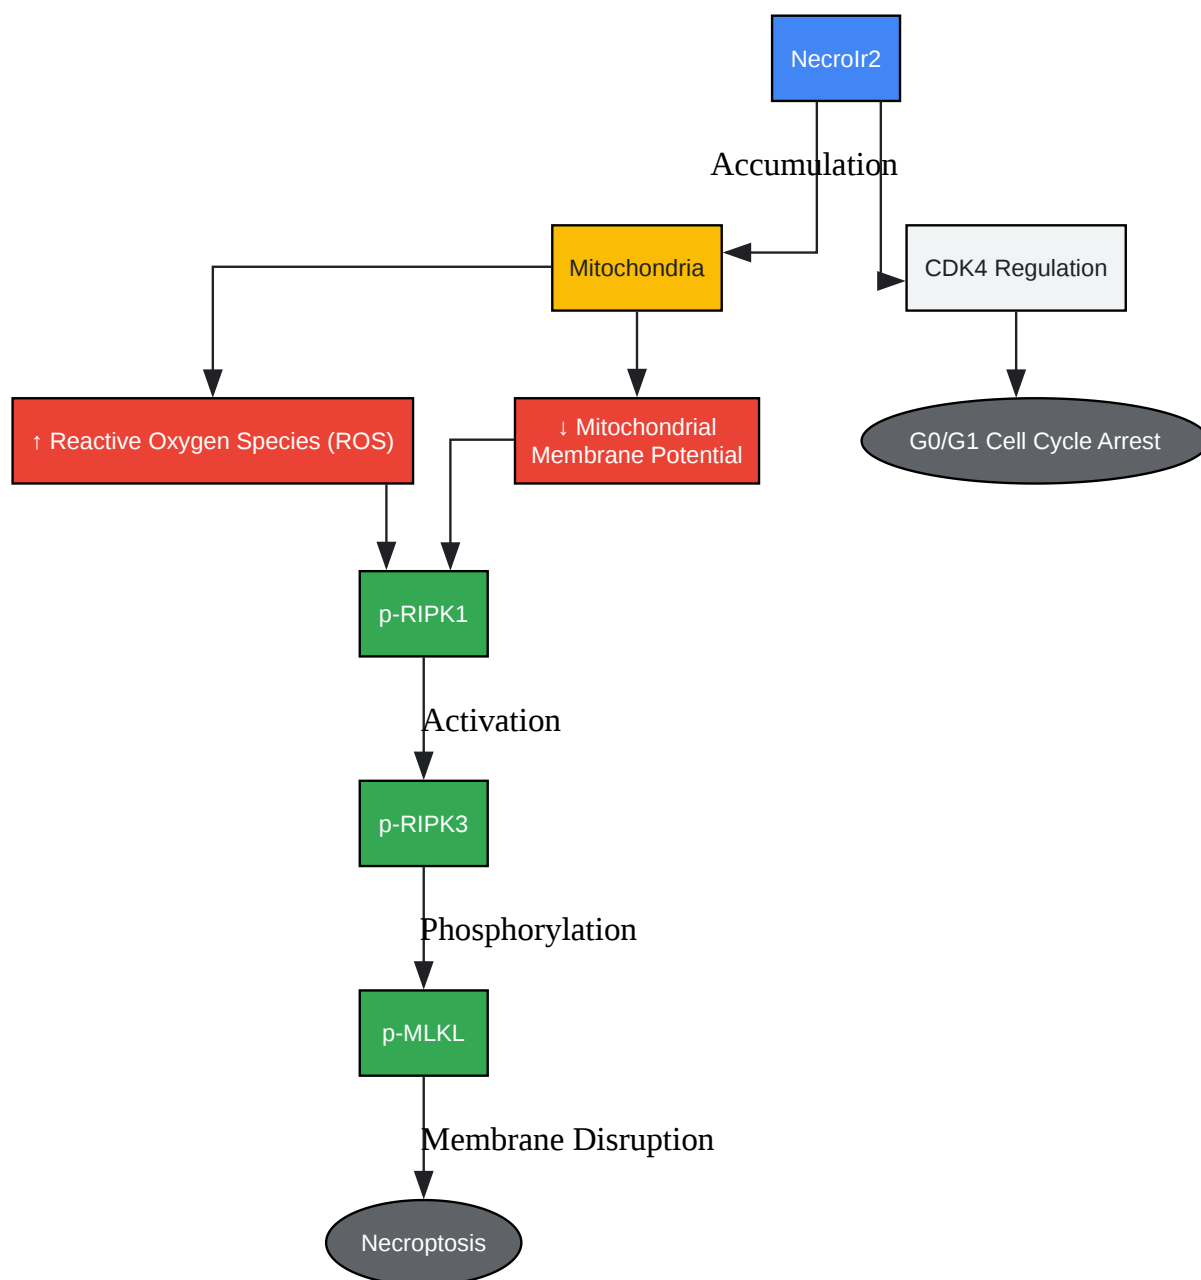 NecroIr2
Accumulation
Mitochondria
CDK4 Regulation
↑ Reactive Oxygen Species (ROS)
↓ Mitochondrial
Membrane Potential
G0/G1 Cell Cycle Arrest
p-RIPK1
Activation
p-RIPK3
Phosphorylation
p-MLKL
Membrane Disruption
Necroptosis